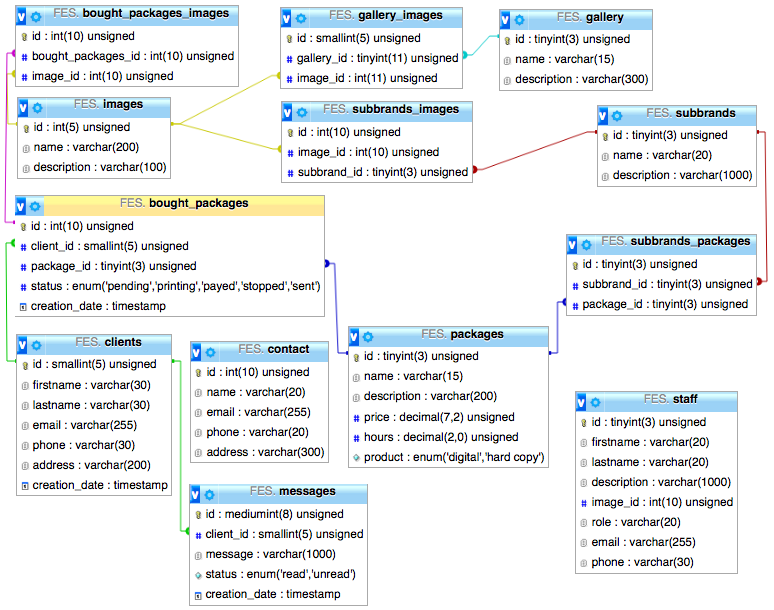 FES. bought_packages_images
id : int(10) unsigned
bought_packages_id : int(10) unsigned
image_id : int(10) unsigned
FES. gallery_images
id : smallint(5) unsigned
gallery_id : tinyint(11) unsigned
image_id : int(11) unsigned
FES. gallery
id : tinyint(3) unsigned
name : varchar(15)
description : varchar(300)
FES. images
id : int(5) unsigned
name : varchar(200)
description : varchar(100)
FES. subbrands_images
id : int(10) unsigned
image_id : int(10) unsigned
subbrand_id : tinyint(3) unsigned
FES. subbrands
id : tinyint(3) unsigned
name : varchar(20)
description : varchar(1000)
FES. bought_packages
id : int(10) unsigned
client_id : smallint(5) unsigned
package_id : tinyint(3) unsigned
status : enum('pending','printing','payed','stopped','sent')
creation_date : timestamp
FES. subbrands_packages
id : tinyint(3) unsigned
subbrand_id : tinyint(3) unsigned
package_id : tinyint(3) unsigned
FES. clients
id : smallint(5) unsigned
firstname : varchar(30)
lastname : varchar(30)
email : varchar(255)
phone : varchar(30)
address : varchar(200)
creation_date : timestamp
FES. contact
id : int(10) unsigned
name : varchar(20)
email : varchar(255)
phone : varchar(20)
address : varchar(300)
FES. packages
id : tinyint(3) unsigned
name : varchar(15)
description : varchar(200)
price : decimal(7,2) unsigned
hours : decimal(2,0) unsigned
product : enum('digital','hard copy')
FES. staff
id : tinyint(3) unsigned
firstname : varchar(20)
lastname : varchar(20)
description : varchar(1000)
image_id : int(10) unsigned
role : varchar(20)
email : varchar(255)
phone : varchar(30)
FES. messages
id : mediumint(8) unsigned
client_id : smallint(5) unsigned
message : varchar(1000)
status : enum('read','unread')
creation_date : timestamp